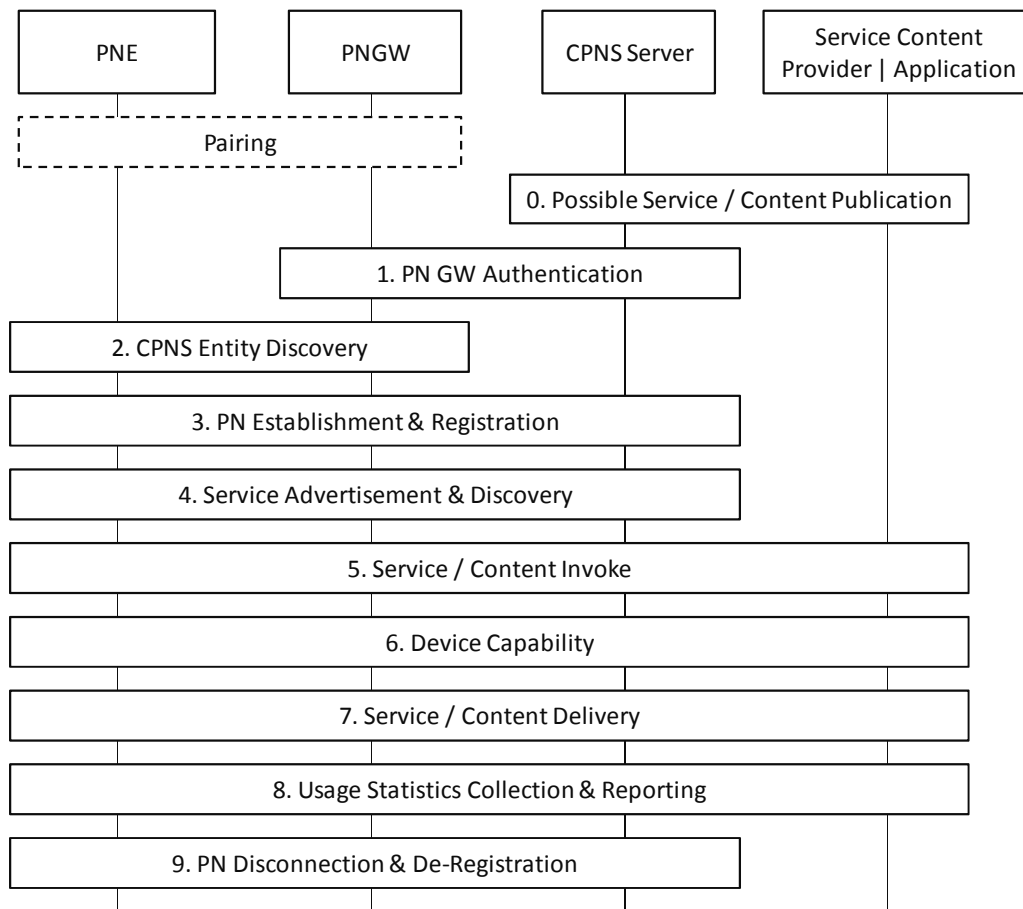 PNE
PNGW
CPNS Server
Service Content
Provider | Application
Pairing
0. Possible Service / Content Publication
1. PN GW Authentication
2. CPNS Entity Discovery
3. PN Establishment & Registration
4. Service Advertisement & Discovery
5. Service / Content Invoke
6. Device Capability
7. Service / Content Delivery
8. Usage Statistics Collection & Reporting
9. PN Disconnection & De-Registration